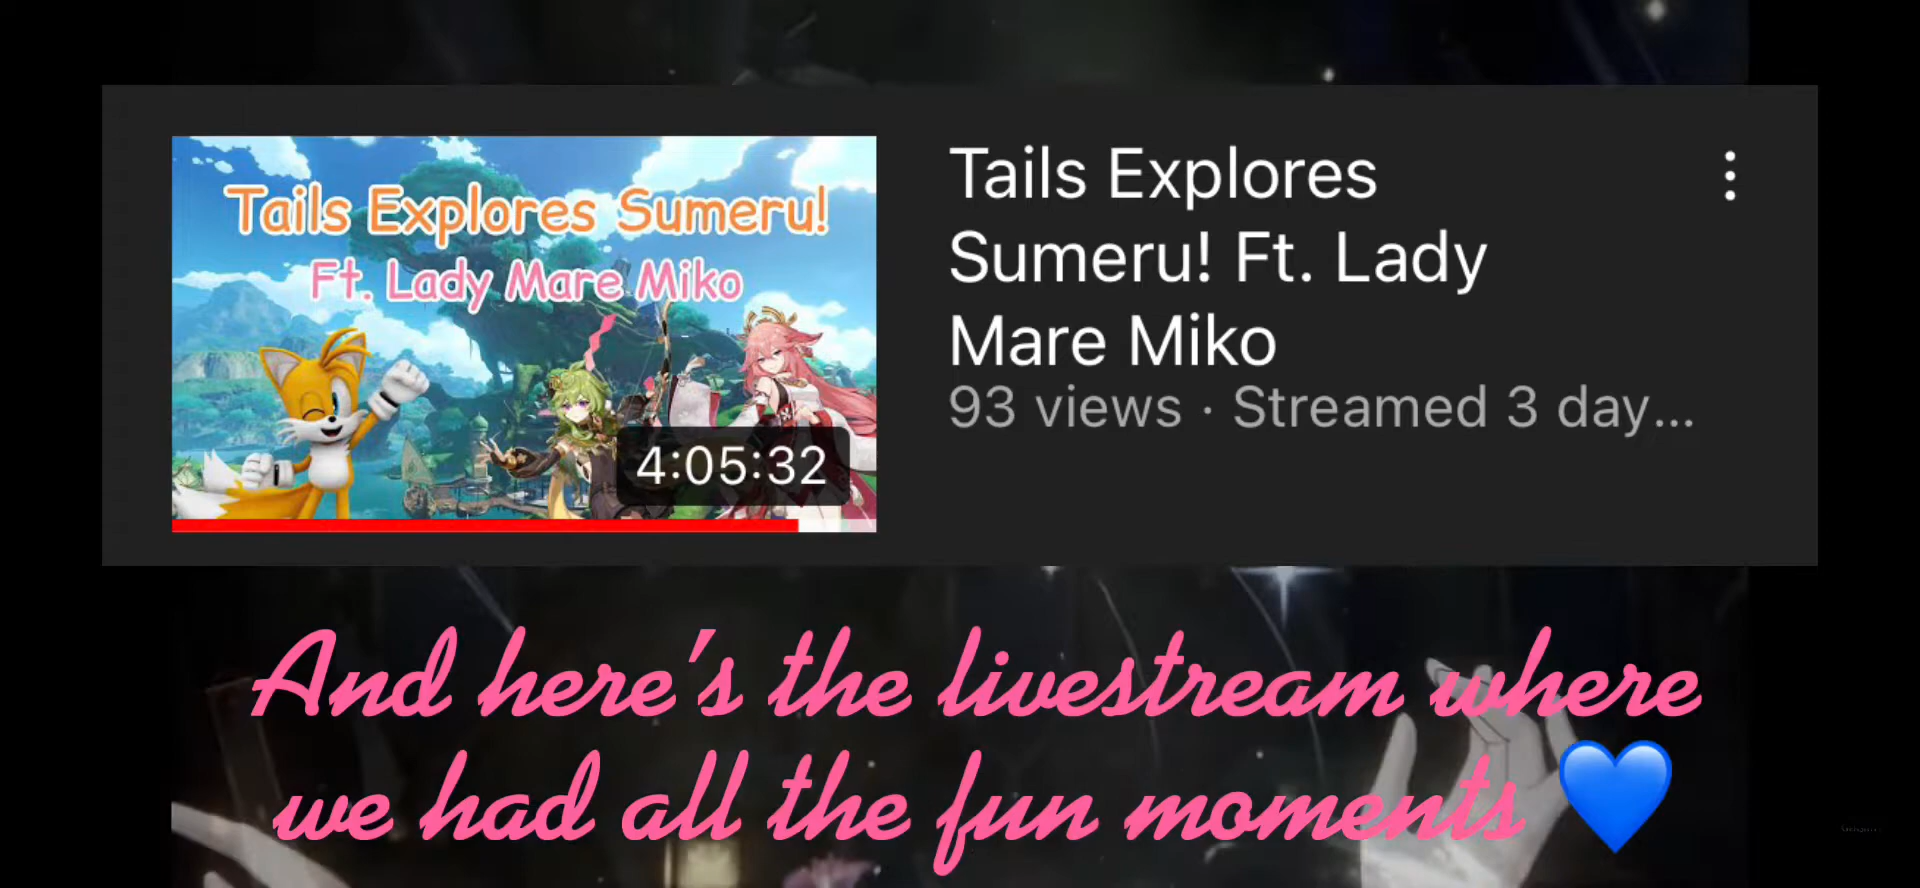 Tails Explores Sumeru!
Ft. Lady Mare Miko
4:05:32
Tails Explores
Sumeru! Ft. Lady
Mare Miko
93 views · Streamed 3 day...
And here's the livestream where
we had all the fun moments 💙